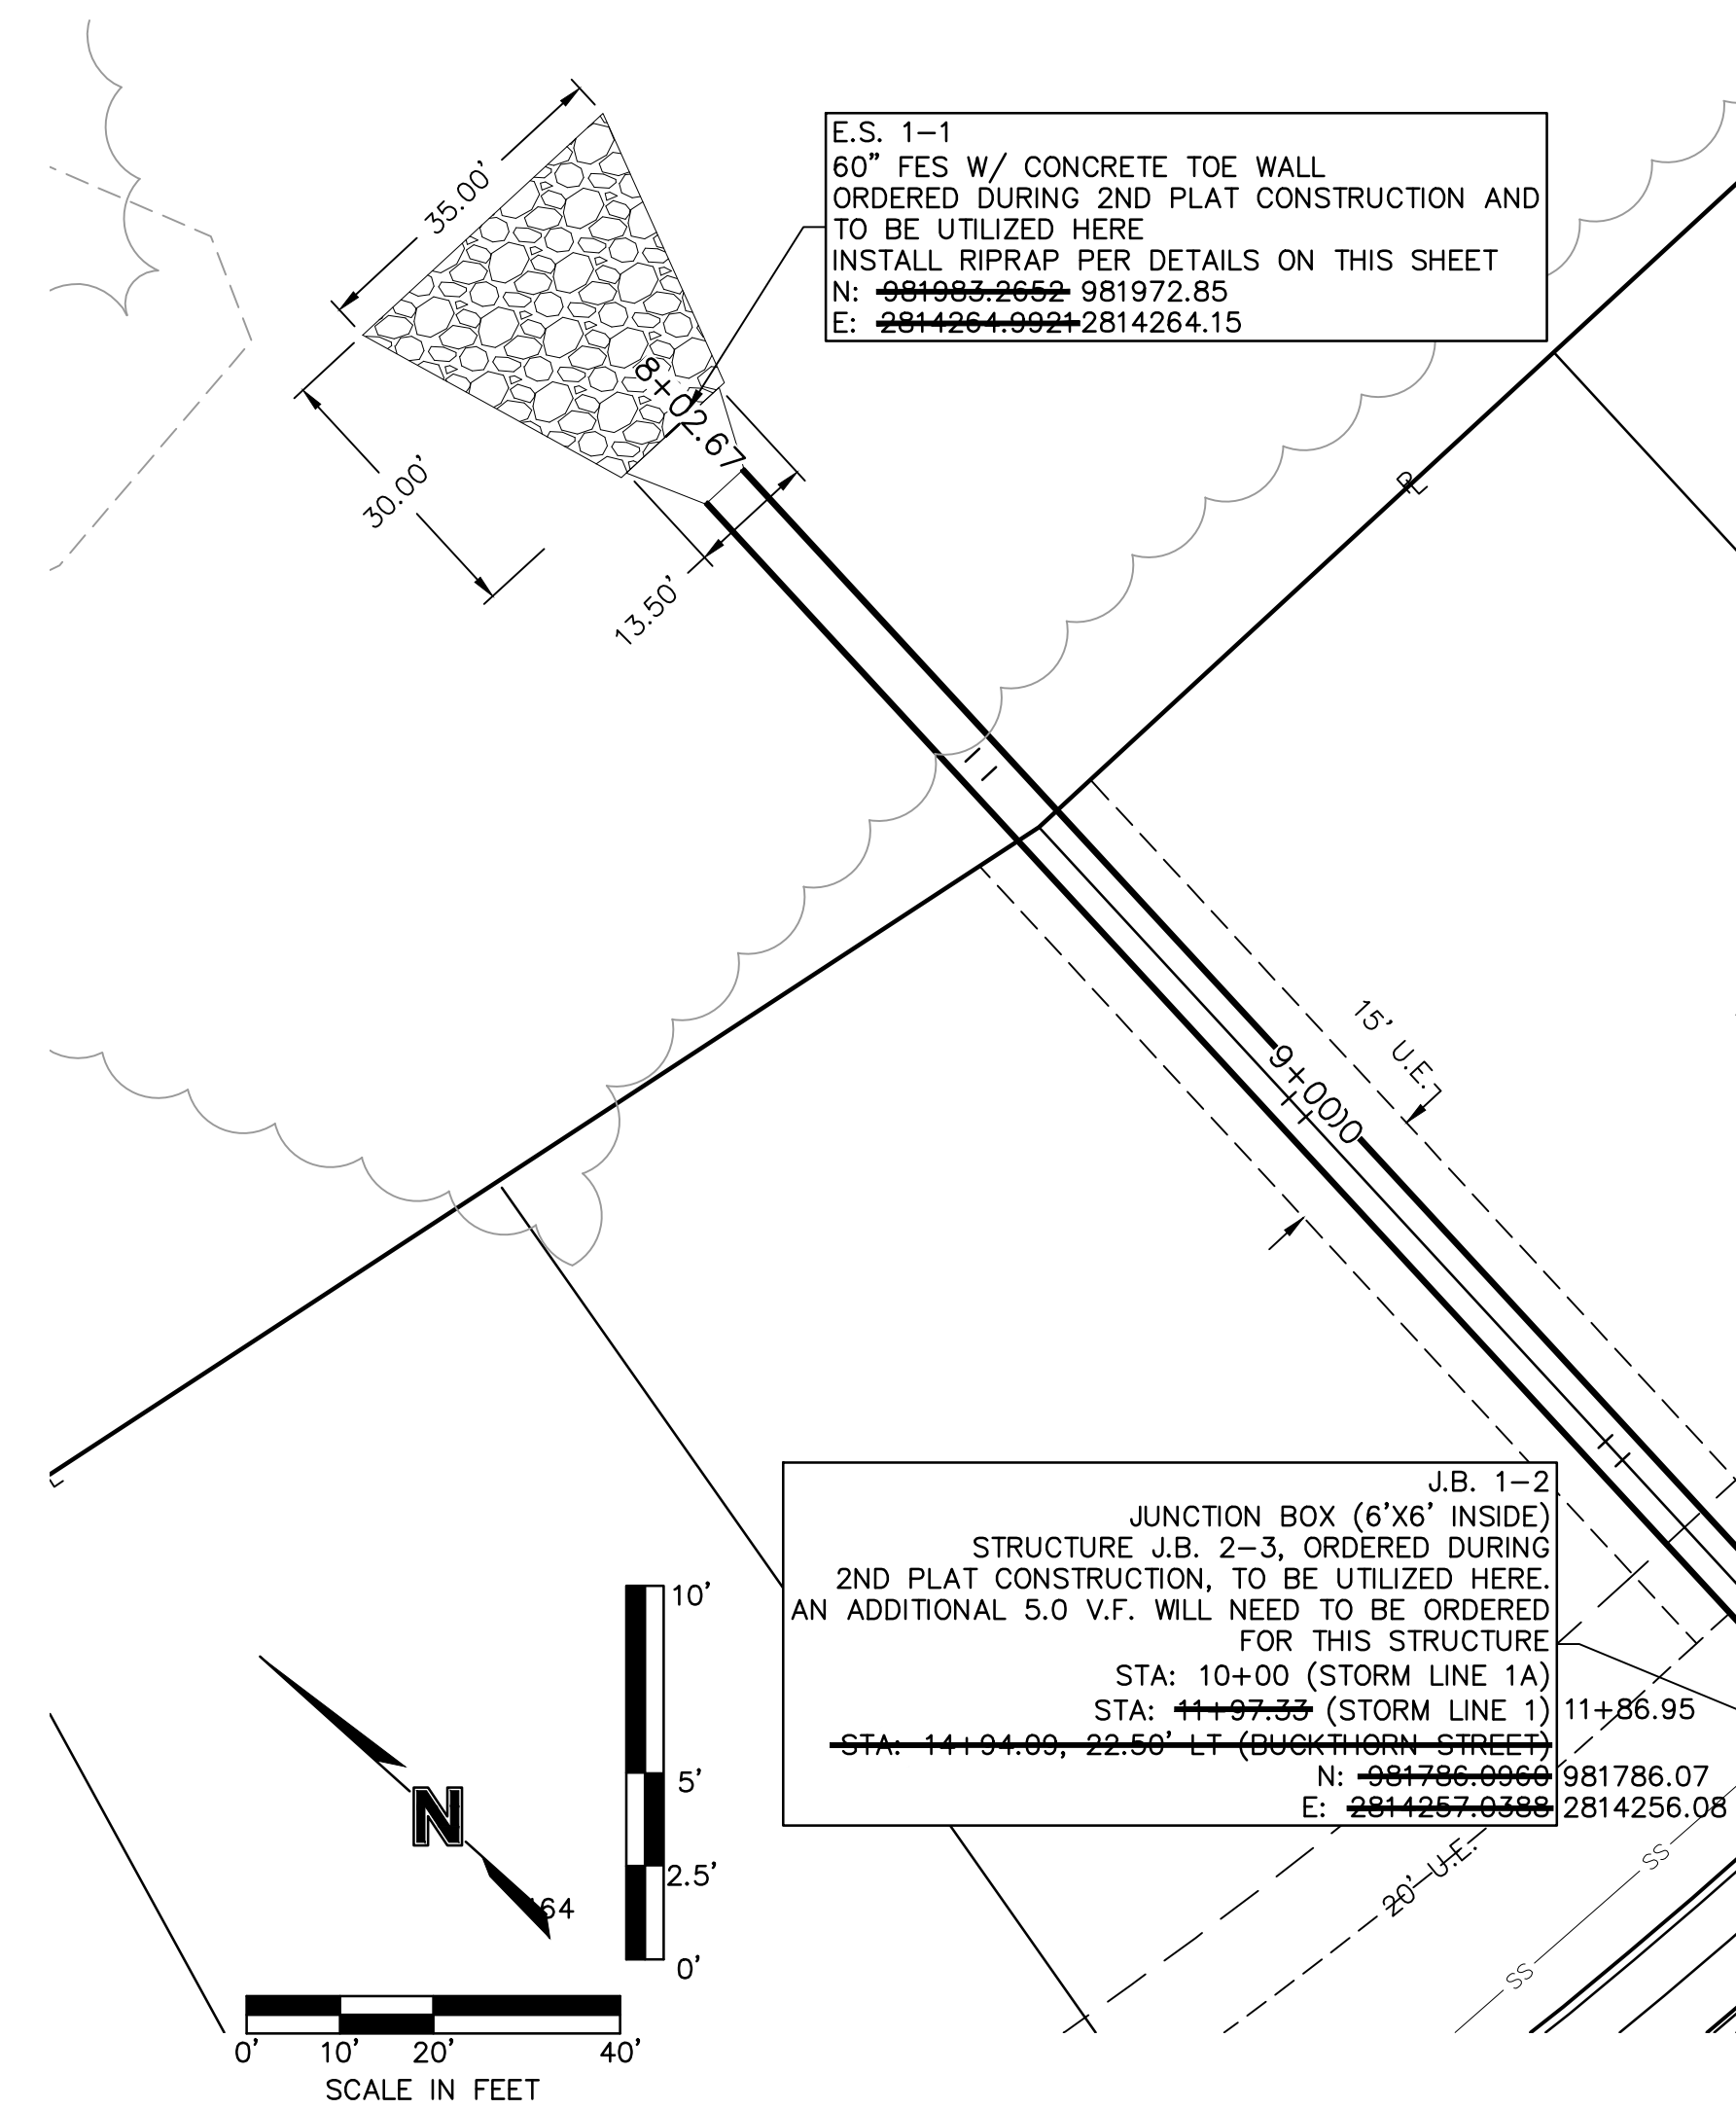 35.00'
E.S. 1-1
60" FES W/ CONCRETE TOE WALL
ORDERED DURING 2ND PLAT CONSTRUCTION AND
TO BE UTILIZED HERE
INSTALL RIPRAP PER DETAILS ON THIS SHEET
N: 981983.2652 981972.85
E: 2814264.9921 2814264.15
8+02.67
30.00'
13.50'
PL
15' U.E.
9+00
L
J.B. 1-2
JUNCTION BOX (6'X6' INSIDE)
STRUCTURE J.B. 2-3, ORDERED DURING
2ND PLAT CONSTRUCTION, TO BE UTILIZED HERE.
AN ADDITIONAL 5.0 V.F. WILL NEED TO BE ORDERED
FOR THIS STRUCTURE
STA: 10+00 (STORM LINE 1A)
STA: 11+97.33 (STORM LINE 1) 11+86.95
STA: 14+94.09, 22.50' LT (BUCKTHORN STREET)
N: 981786.0960 981786.07
E: 2814257.0388 2814256.08
10'
5'
2.5'
0'
N
64
20' U.E.
SS
SS
0' 10' 20' 40'
SCALE IN FEET